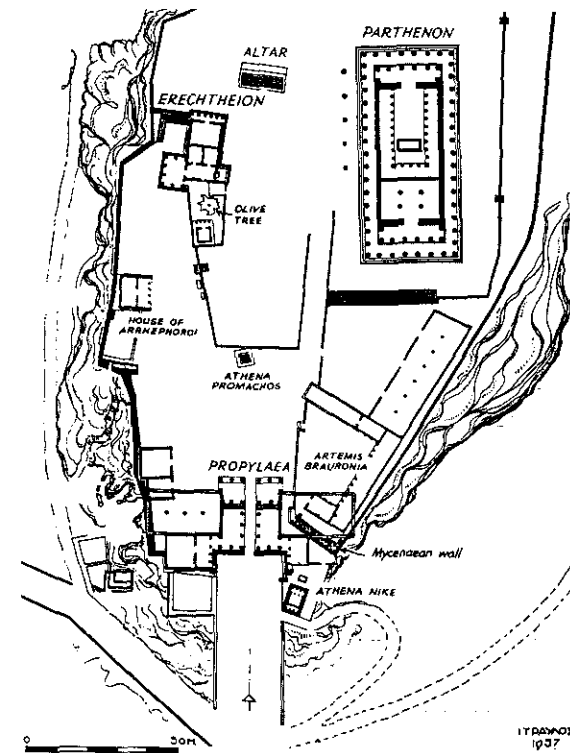 PARTHENON
ALTAR
ERECHTHEION
OLIVE
TREE
HOUSE OF
ARRHEPHOROI
ATHENA
PROMACHOS
ARTEMIS
BRAURONIA
PROPYLAEA
Mycenaean wall
ATHENA NIKE
0 50M
1937